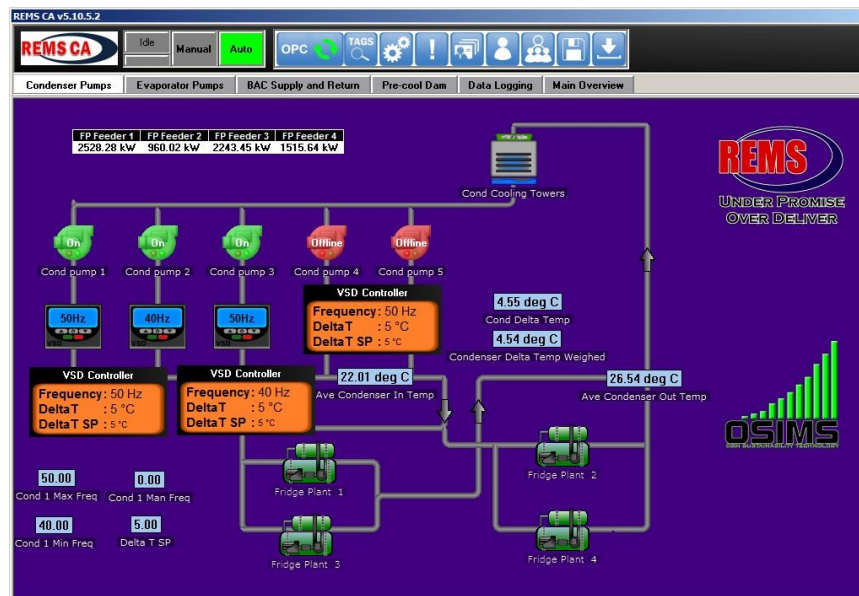 REMS CA v5.10.5.2
REMS CA
Idle
Manual
Auto
OPC
TAGS
Condenser Pumps
Evaporator Pumps
BAC Supply and Return
Pre-cool Dam
Data Logging
Main Overview
FP Feeder 1 FP Feeder 2 FP Feeder 3 FP Feeder 4
2528.28 kW 960.02 kW 2243.45 kW 1515.64 kW
Cond Cooling Towers
REMS
UNDER PROMISE
OVER DELIVER
On
On
On
Offline
Offline
Cond pump 1
Cond pump 2
Cond pump 3
Cond pump 4
Cond pump 5
50Hz
40Hz
50Hz
VSD
VSD
VSD Controller
Frequency: 50 Hz
DeltaT : 5 °C
DeltaT SP : 5 °C
4.55 deg C
Cond Delta Temp
4.54 deg C
Condenser Delta Temp Weighed
VSD Controller
Frequency: 50 Hz
DeltaT : 5 °C
DeltaT SP : 5 °C
VSD Controller
Frequency: 40 Hz
DeltaT : 5 °C
DeltaT SP : 5 °C
22.01 deg C
Ave Condenser In Temp
26.54 deg C
Ave Condenser Out Temp
OSIMS
Fridge Plant 1
Fridge Plant 2
Fridge Plant 3
Fridge Plant 4
50.00
Cond 1 Max Freq
0.00
Cond 1 Man Freq
40.00
Cond 1 Min Freq
5.00
Delta T SP